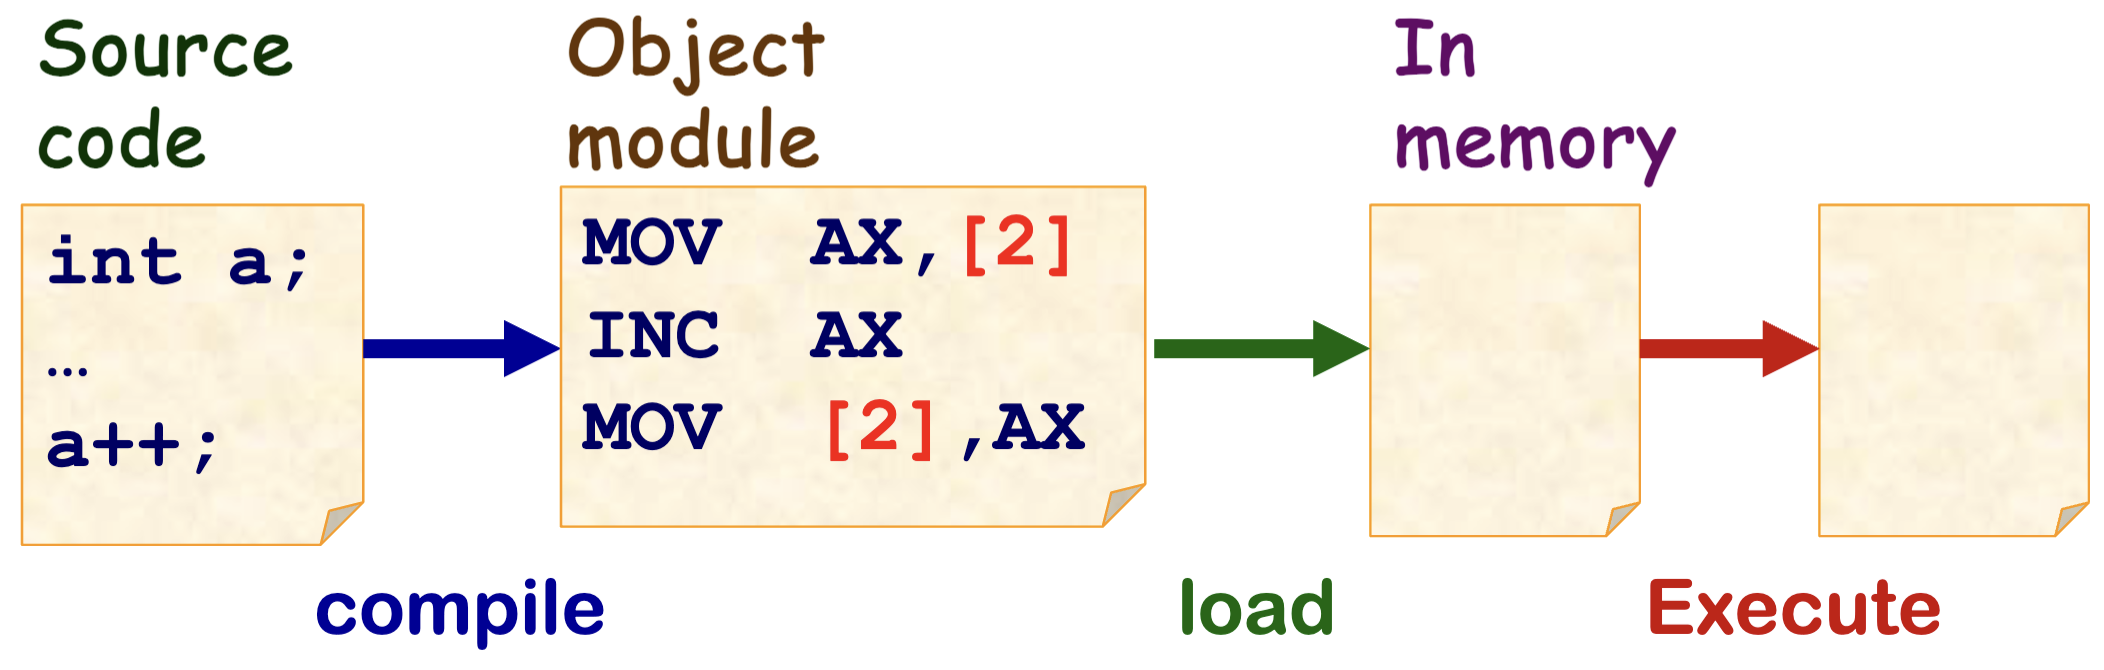 Source
code
Object
module
In
memory
int a;
…
a++;
MOV AX,[2]
INC AX
MOV [2],AX
compile
load
Execute